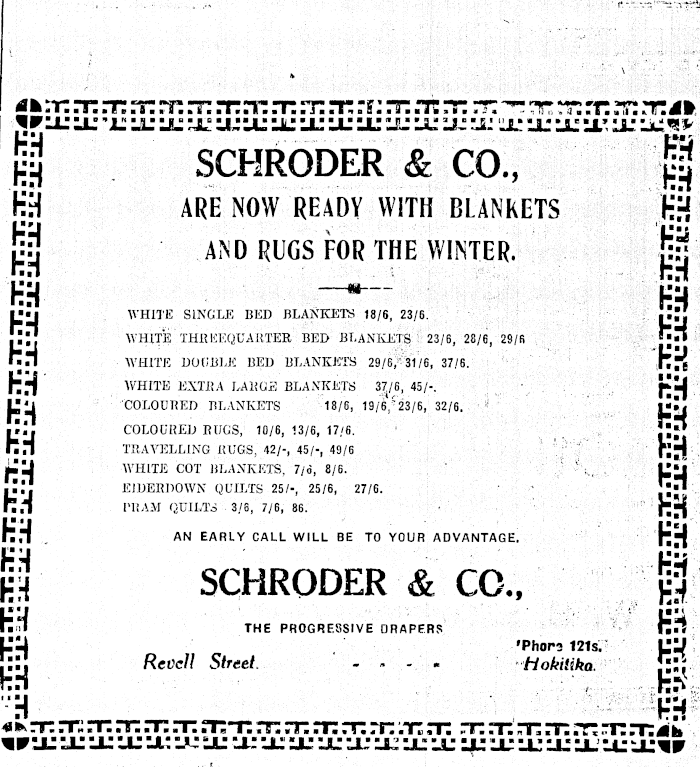 SCHRODER & CO.,
ARE NOW READY WITH BLANKETS
AND RUGS FOR THE WINTER.
WHITE SINGLE BED BLANKETS 18/6, 23/6.
WHITE THREEQUARTER BED BLANKETS 23/6, 28/6, 29/6
WHITE DOUBLE BED BLANKETS 29/6, 31/6, 37/6.
WHITE EXTRA LARGE BLANKETS 37/6, 45/-.
COLOURED BLANKETS 18/6, 19/6, 23/6, 32/6.
COLOURED RUGS, 10/6, 13/6, 17/6.
TRAVELLING RUGS, 42/-, 45/-, 49/6
WHITE COT BLANKETS, 7/6, 8/6.
EIDERDOWN QUILTS 25/-, 25/6, 27/6.
PRAM QUILTS 3/6, 7/6, 86.
AN EARLY CALL WILL BE TO YOUR ADVANTAGE.
SCHRODER & CO.,
THE PROGRESSIVE DRAPERS
'Phone 121s.
Revell Street. - - - - Hokitika.